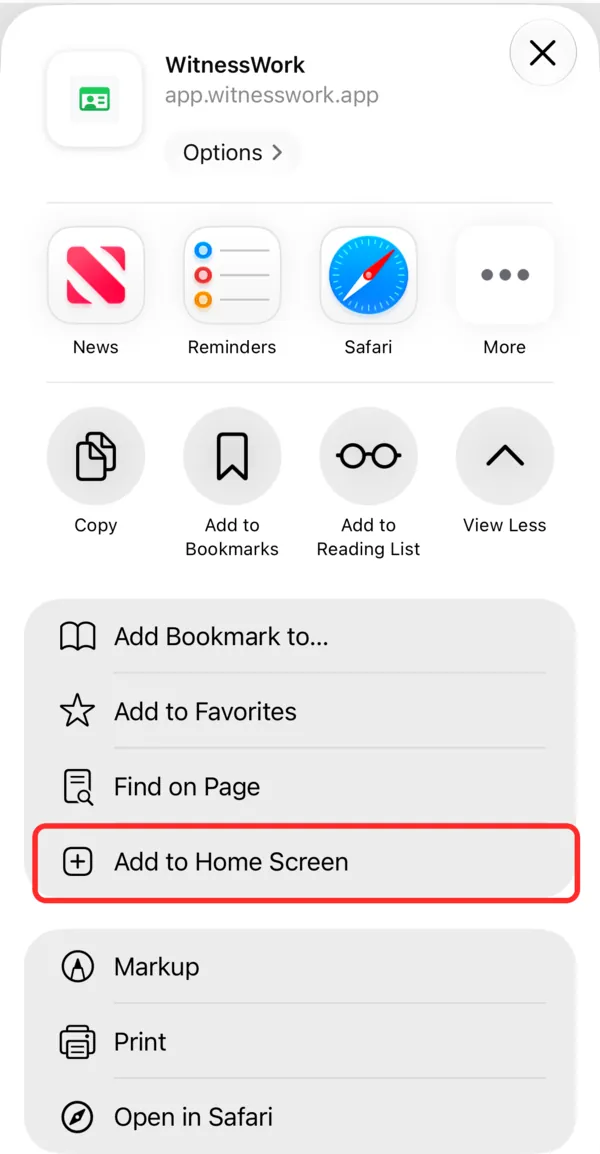 WitnessWork
app.witnesswork.app
Options
News
Reminders
Safari
More
Copy
Add to
Bookmarks
Add to
Reading List
View Less
Add Bookmark to...
Add to Favorites
Find on Page
Add to Home Screen
Markup
Print
Open in Safari